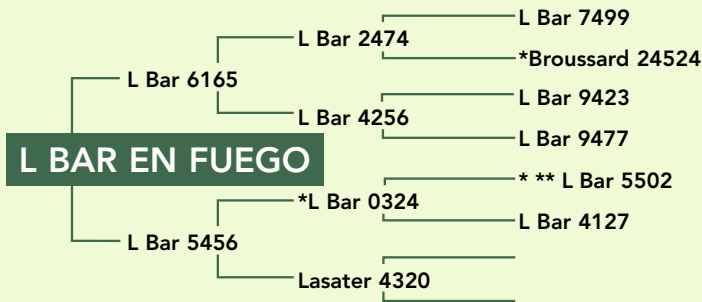 L Bar 7499
L Bar 2474
*Broussard 24524
L Bar 6165
L Bar 9423
L Bar 4256
L Bar 9477
L BAR EN FUEGO
* ** L Bar 5502
*L Bar 0324
L Bar 4127
L Bar 5456
Lasater 4320